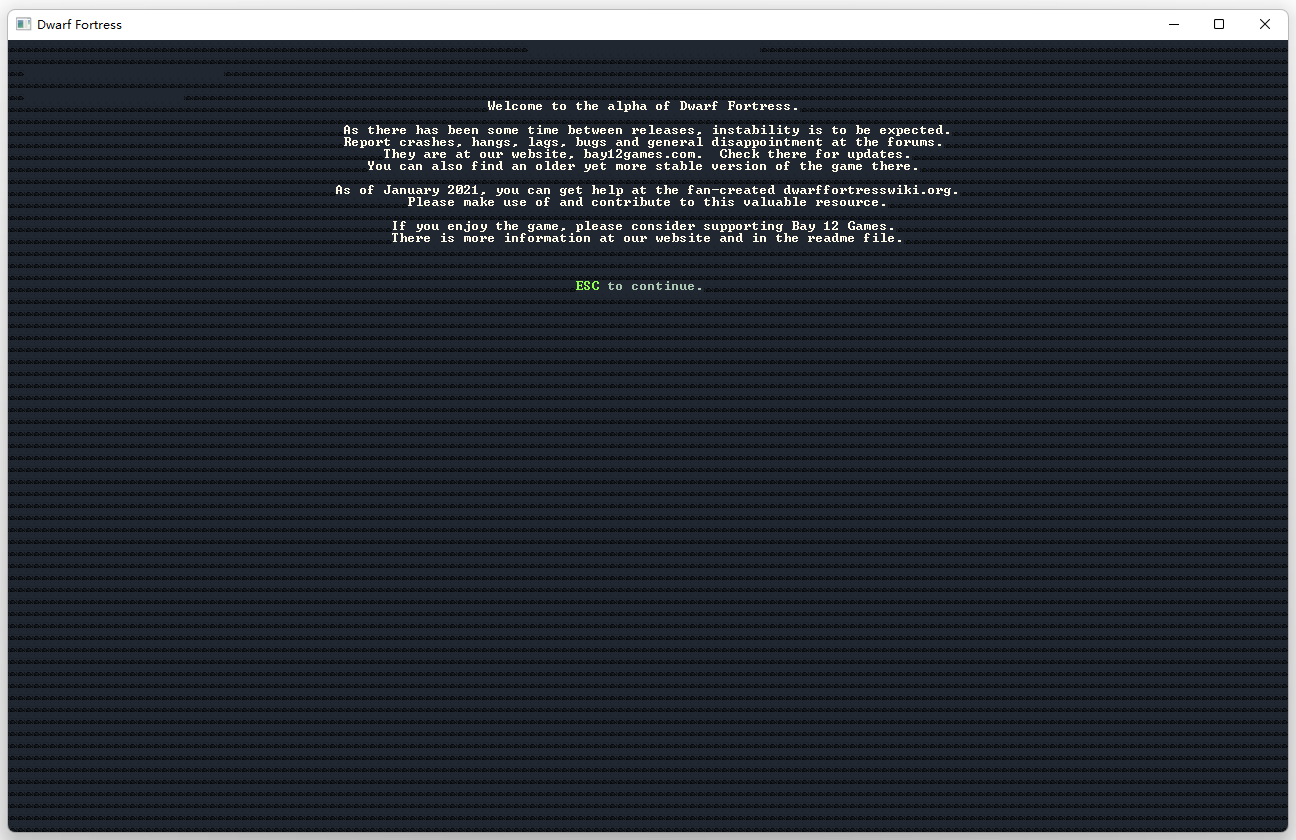 Dwarf Fortress
Welcome to the alpha of Dwarf Fortress.
As there has been some time between releases, instability is to be expected.
Report crashes, hangs, lags, bugs and general disappointment at the forums.
They are at our website, bay12games.com.  Check there for updates.
You can also find an older yet more stable version of the game there.
As of January 2021, you can get help at the fan-created dwarffortresswiki.org.
Please make use of and contribute to this valuable resource.
If you enjoy the game, please consider supporting Bay 12 Games.
There is more information at our website and in the readme file.
ESC to continue.